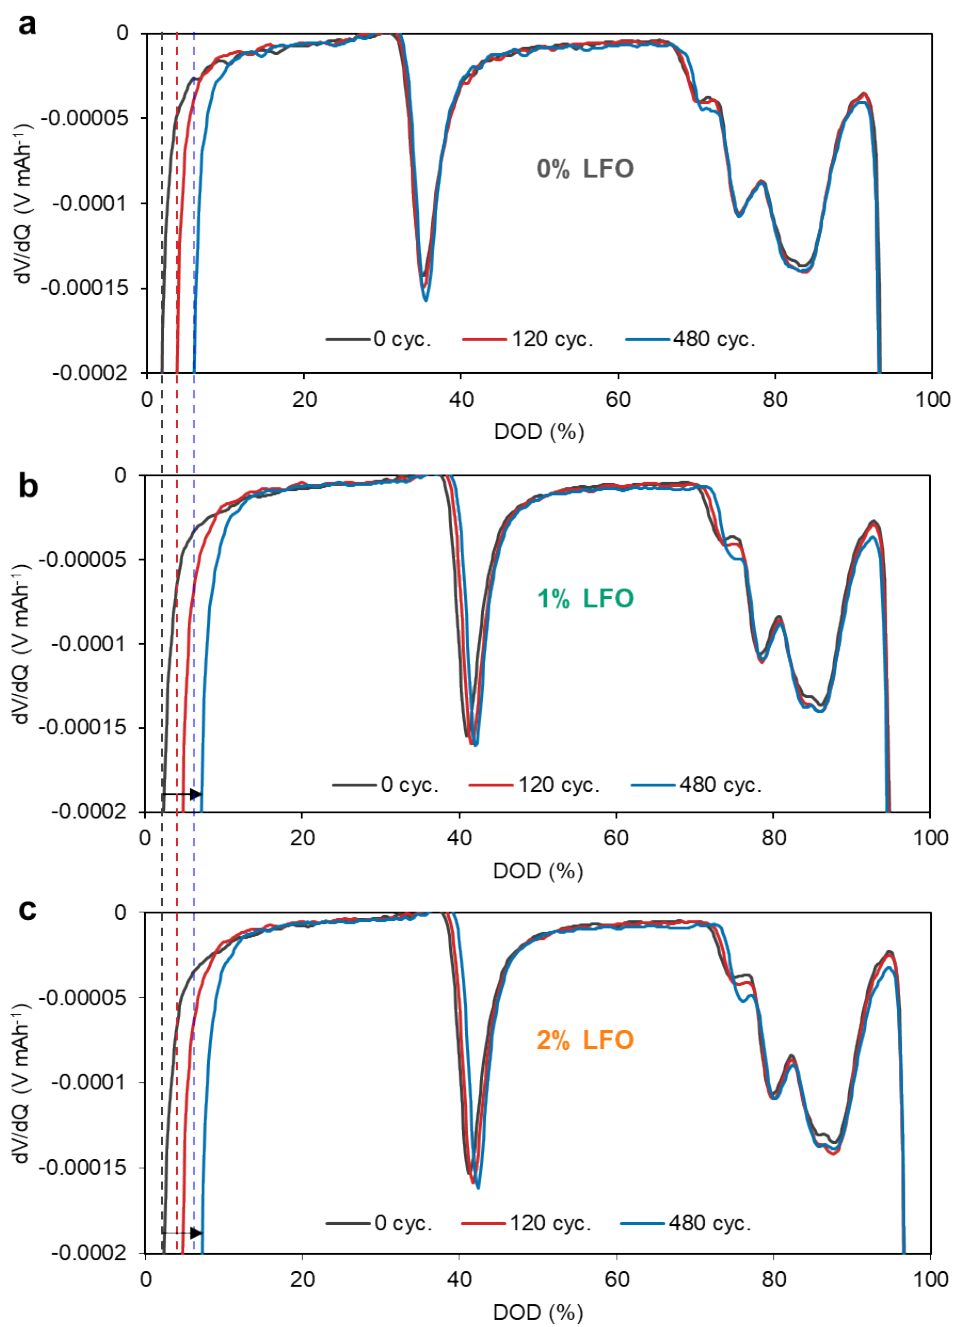 a
0
-0.00005
-0.0001
-0.00015
-0.0002
dV/dQ (V mAh⁻¹)
0% LFO
0 cyc. 120 cyc. 480 cyc.
0 20 40 60 80 100
DOD (%)
b
0
-0.00005
-0.0001
-0.00015
-0.0002
dV/dQ (V mAh⁻¹)
1% LFO
0 cyc. 120 cyc. 480 cyc.
0 20 40 60 80 100
DOD (%)
c
0
-0.00005
-0.0001
-0.00015
-0.0002
dV/dQ (V mAh⁻¹)
2% LFO
0 cyc. 120 cyc. 480 cyc.
0 20 40 60 80 100
DOD (%)